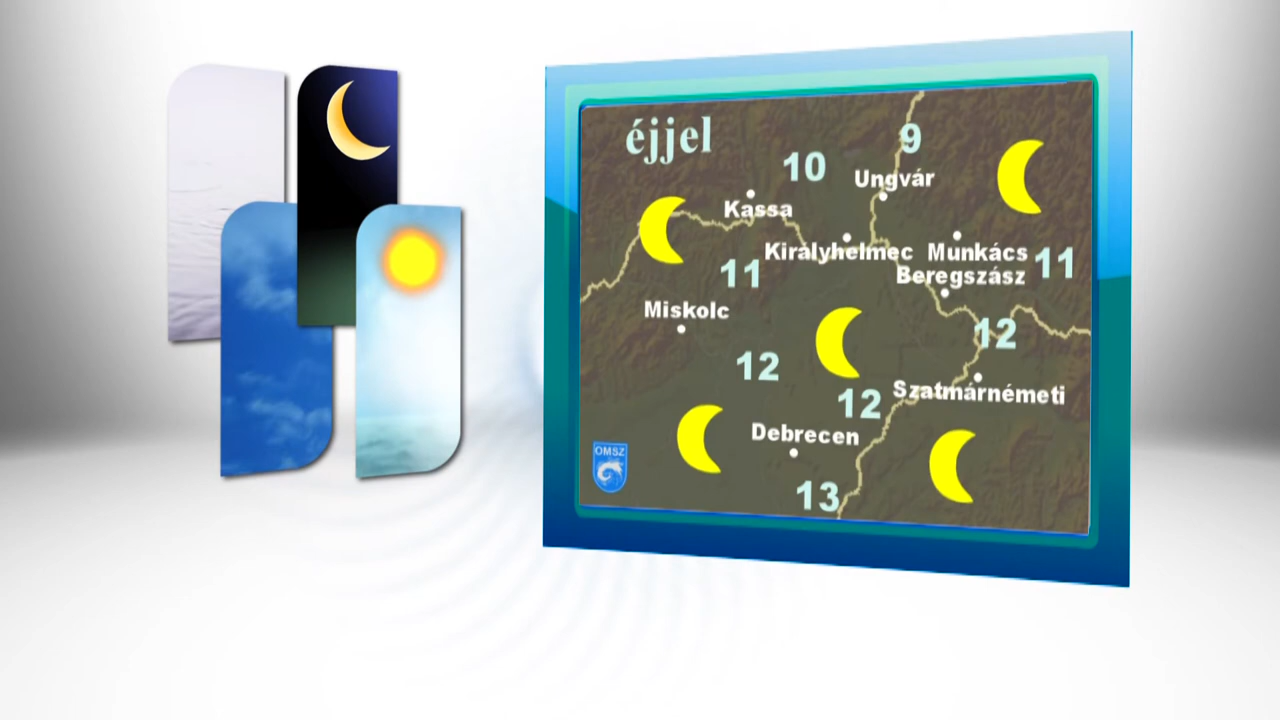 éjjel
9
10
Ungvár
Kassa
Királyhelmec
Munkács
11
11
Beregszász
Miskolc
12
12
12
Szatmárnémeti
Debrecen
OMSZ
13